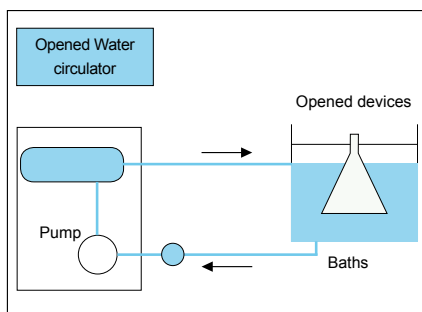 Opened Water
circulator
Opened devices
Pump
Baths